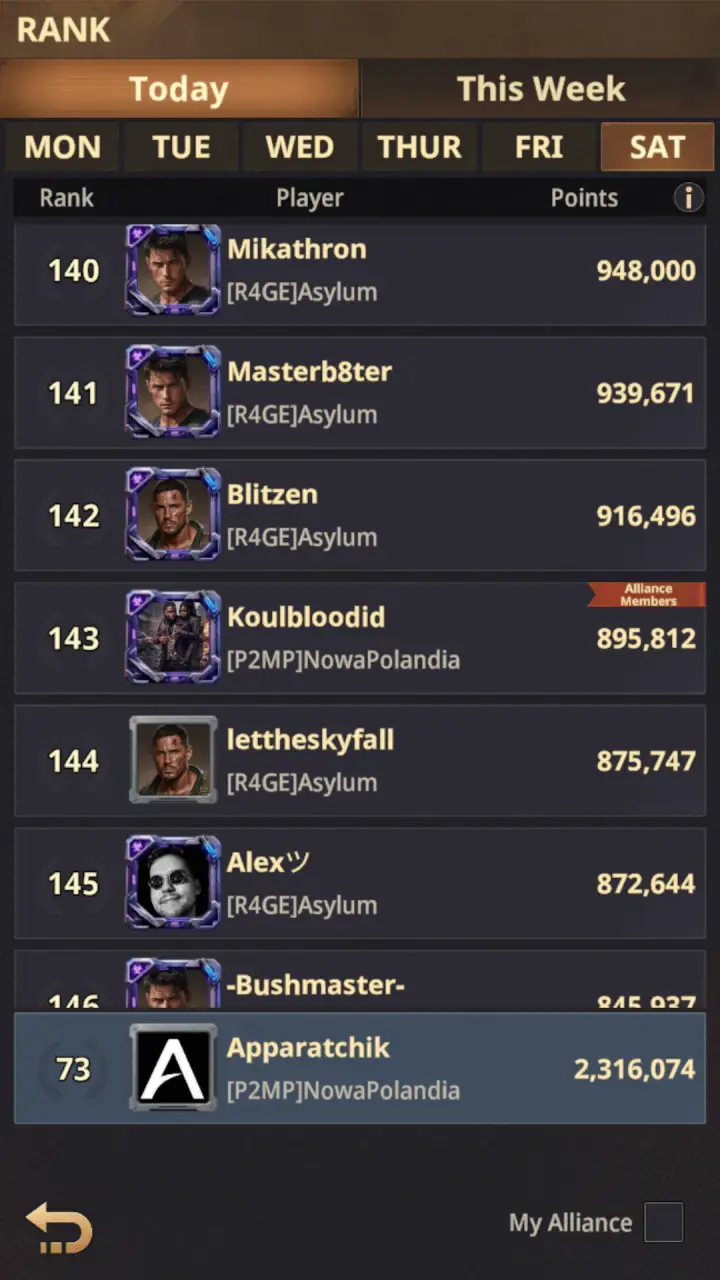 RANK
Today This Week
MON TUE WED THUR FRI SAT
Rank Player Points i
140 Mikathron 948,000
[R4GE]Asylum
141 Masterb8ter 939,671
[R4GE]Asylum
142 Blitzen 916,496
[R4GE]Asylum
Alliance
Members
143 Koulbloodid 895,812
[P2MP]NowaPolandia
144 lettheskyfall 875,747
[R4GE]Asylum
145 Alexツ 872,644
[R4GE]Asylum
146 -Bushmaster- 845,937
73 Apparatchik 2,316,074
[P2MP]NowaPolandia
My Alliance